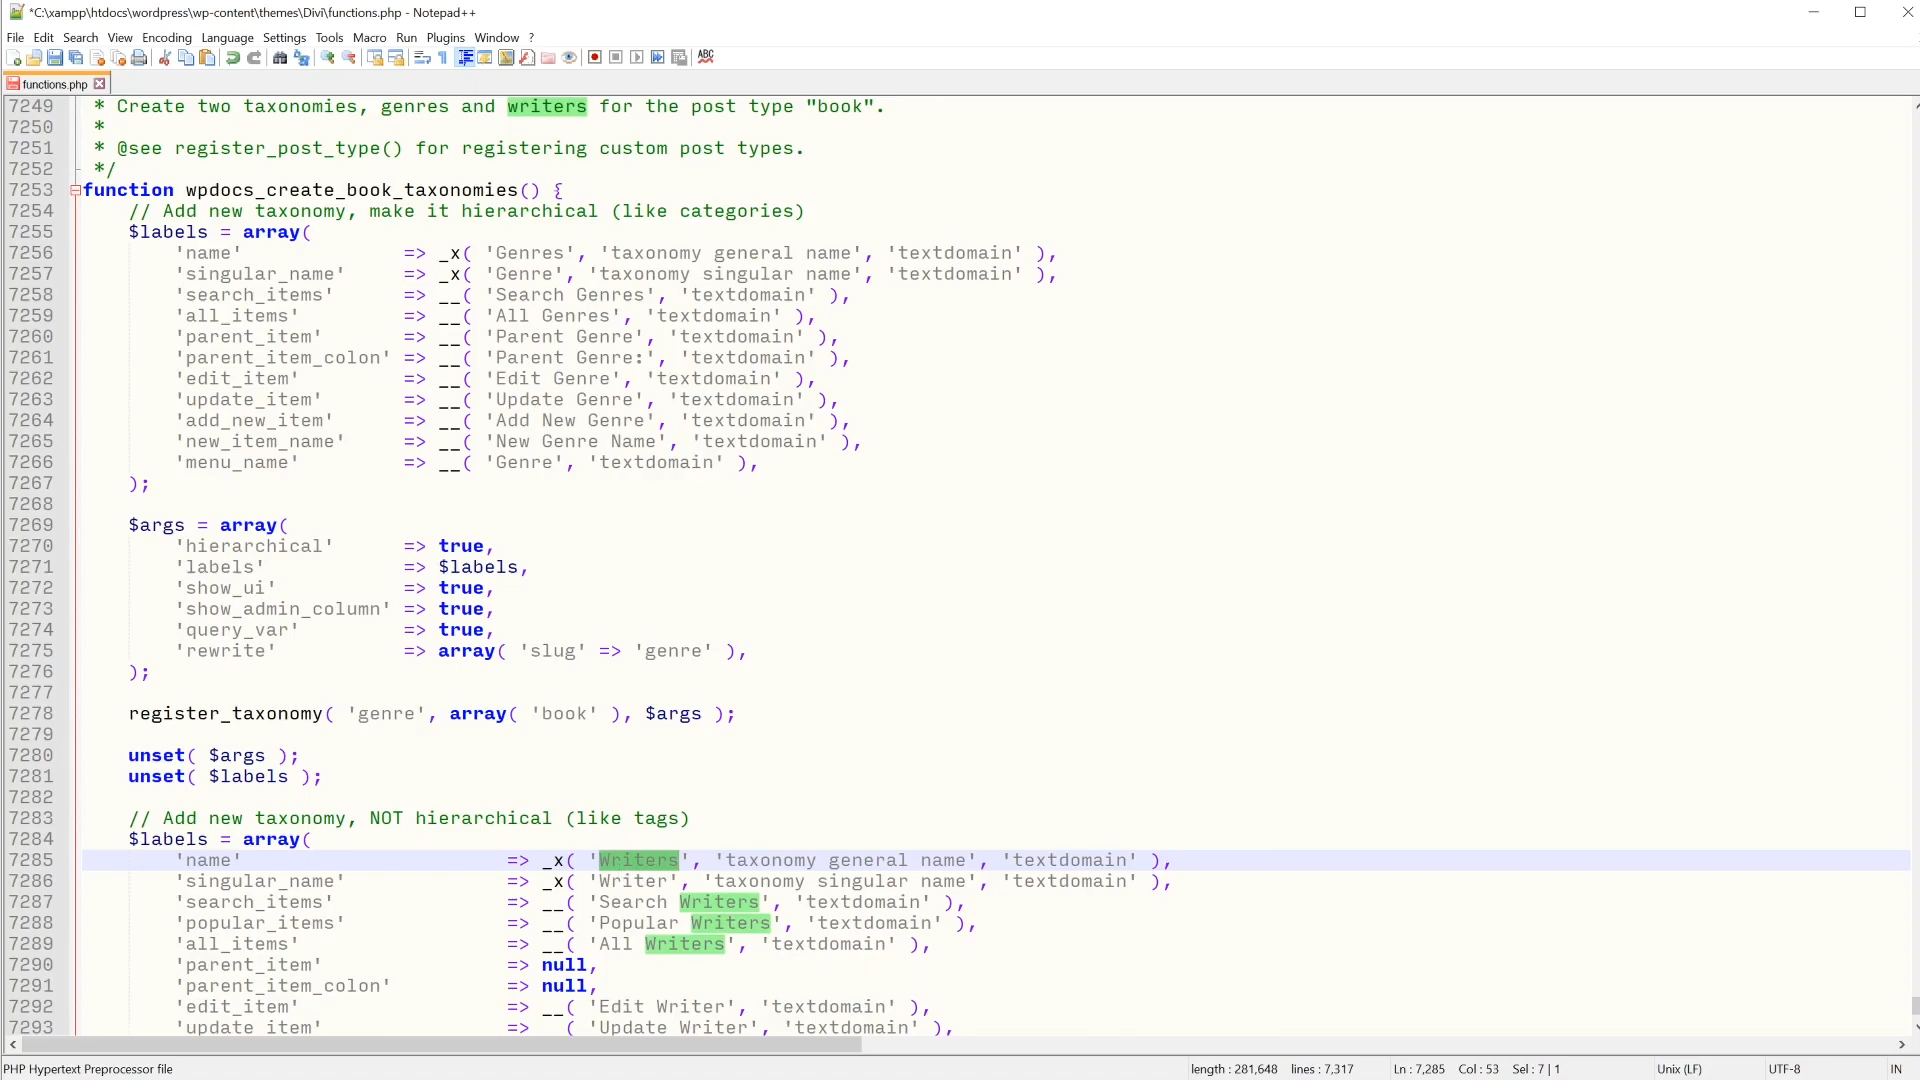 *C:\xampp\htdocs\wordpress\wp-content\themes\Divi\functions.php - Notepad++
File Edit Search View Encoding Language Settings Tools Macro Run Plugins Window ?
ABC
functions.php
7249 * Create two taxonomies, genres and writers for the post type "book".
7250 *
7251 * @see register_post_type() for registering custom post types.
7252 */
7253 function wpdocs_create_book_taxonomies() {
7254 // Add new taxonomy, make it hierarchical (like categories)
7255 $labels = array(
7256 'name' => _x( 'Genres', 'taxonomy general name', 'textdomain' ),
7257 'singular_name' => _x( 'Genre', 'taxonomy singular name', 'textdomain' ),
7258 'search_items' => __( 'Search Genres', 'textdomain' ),
7259 'all_items' => __( 'All Genres', 'textdomain' ),
7260 'parent_item' => __( 'Parent Genre', 'textdomain' ),
7261 'parent_item_colon' => __( 'Parent Genre:', 'textdomain' ),
7262 'edit_item' => __( 'Edit Genre', 'textdomain' ),
7263 'update_item' => __( 'Update Genre', 'textdomain' ),
7264 'add_new_item' => __( 'Add New Genre', 'textdomain' ),
7265 'new_item_name' => __( 'New Genre Name', 'textdomain' ),
7266 'menu_name' => __( 'Genre', 'textdomain' ),
7267 );
7268
7269 $args = array(
7270 'hierarchical' => true,
7271 'labels' => $labels,
7272 'show_ui' => true,
7273 'show_admin_column' => true,
7274 'query_var' => true,
7275 'rewrite' => array( 'slug' => 'genre' ),
7276 );
7277
7278 register_taxonomy( 'genre', array( 'book' ), $args );
7279
7280 unset( $args );
7281 unset( $labels );
7282
7283 // Add new taxonomy, NOT hierarchical (like tags)
7284 $labels = array(
7285 'name' => _x( 'Writers', 'taxonomy general name', 'textdomain' ),
7286 'singular_name' => _x( 'Writer', 'taxonomy singular name', 'textdomain' ),
7287 'search_items' => __( 'Search Writers', 'textdomain' ),
7288 'popular_items' => __( 'Popular Writers', 'textdomain' ),
7289 'all_items' => __( 'All Writers', 'textdomain' ),
7290 'parent_item' => null,
7291 'parent_item_colon' => null,
7292 'edit_item' => __( 'Edit Writer', 'textdomain' ),
7293 'update item' => ( 'Update Writer', 'textdomain' ),
PHP Hypertext Preprocessor file length : 281,648 lines : 7,317 Ln : 7,285 Col : 53 Sel : 7 | 1 Unix (LF) UTF-8 IN